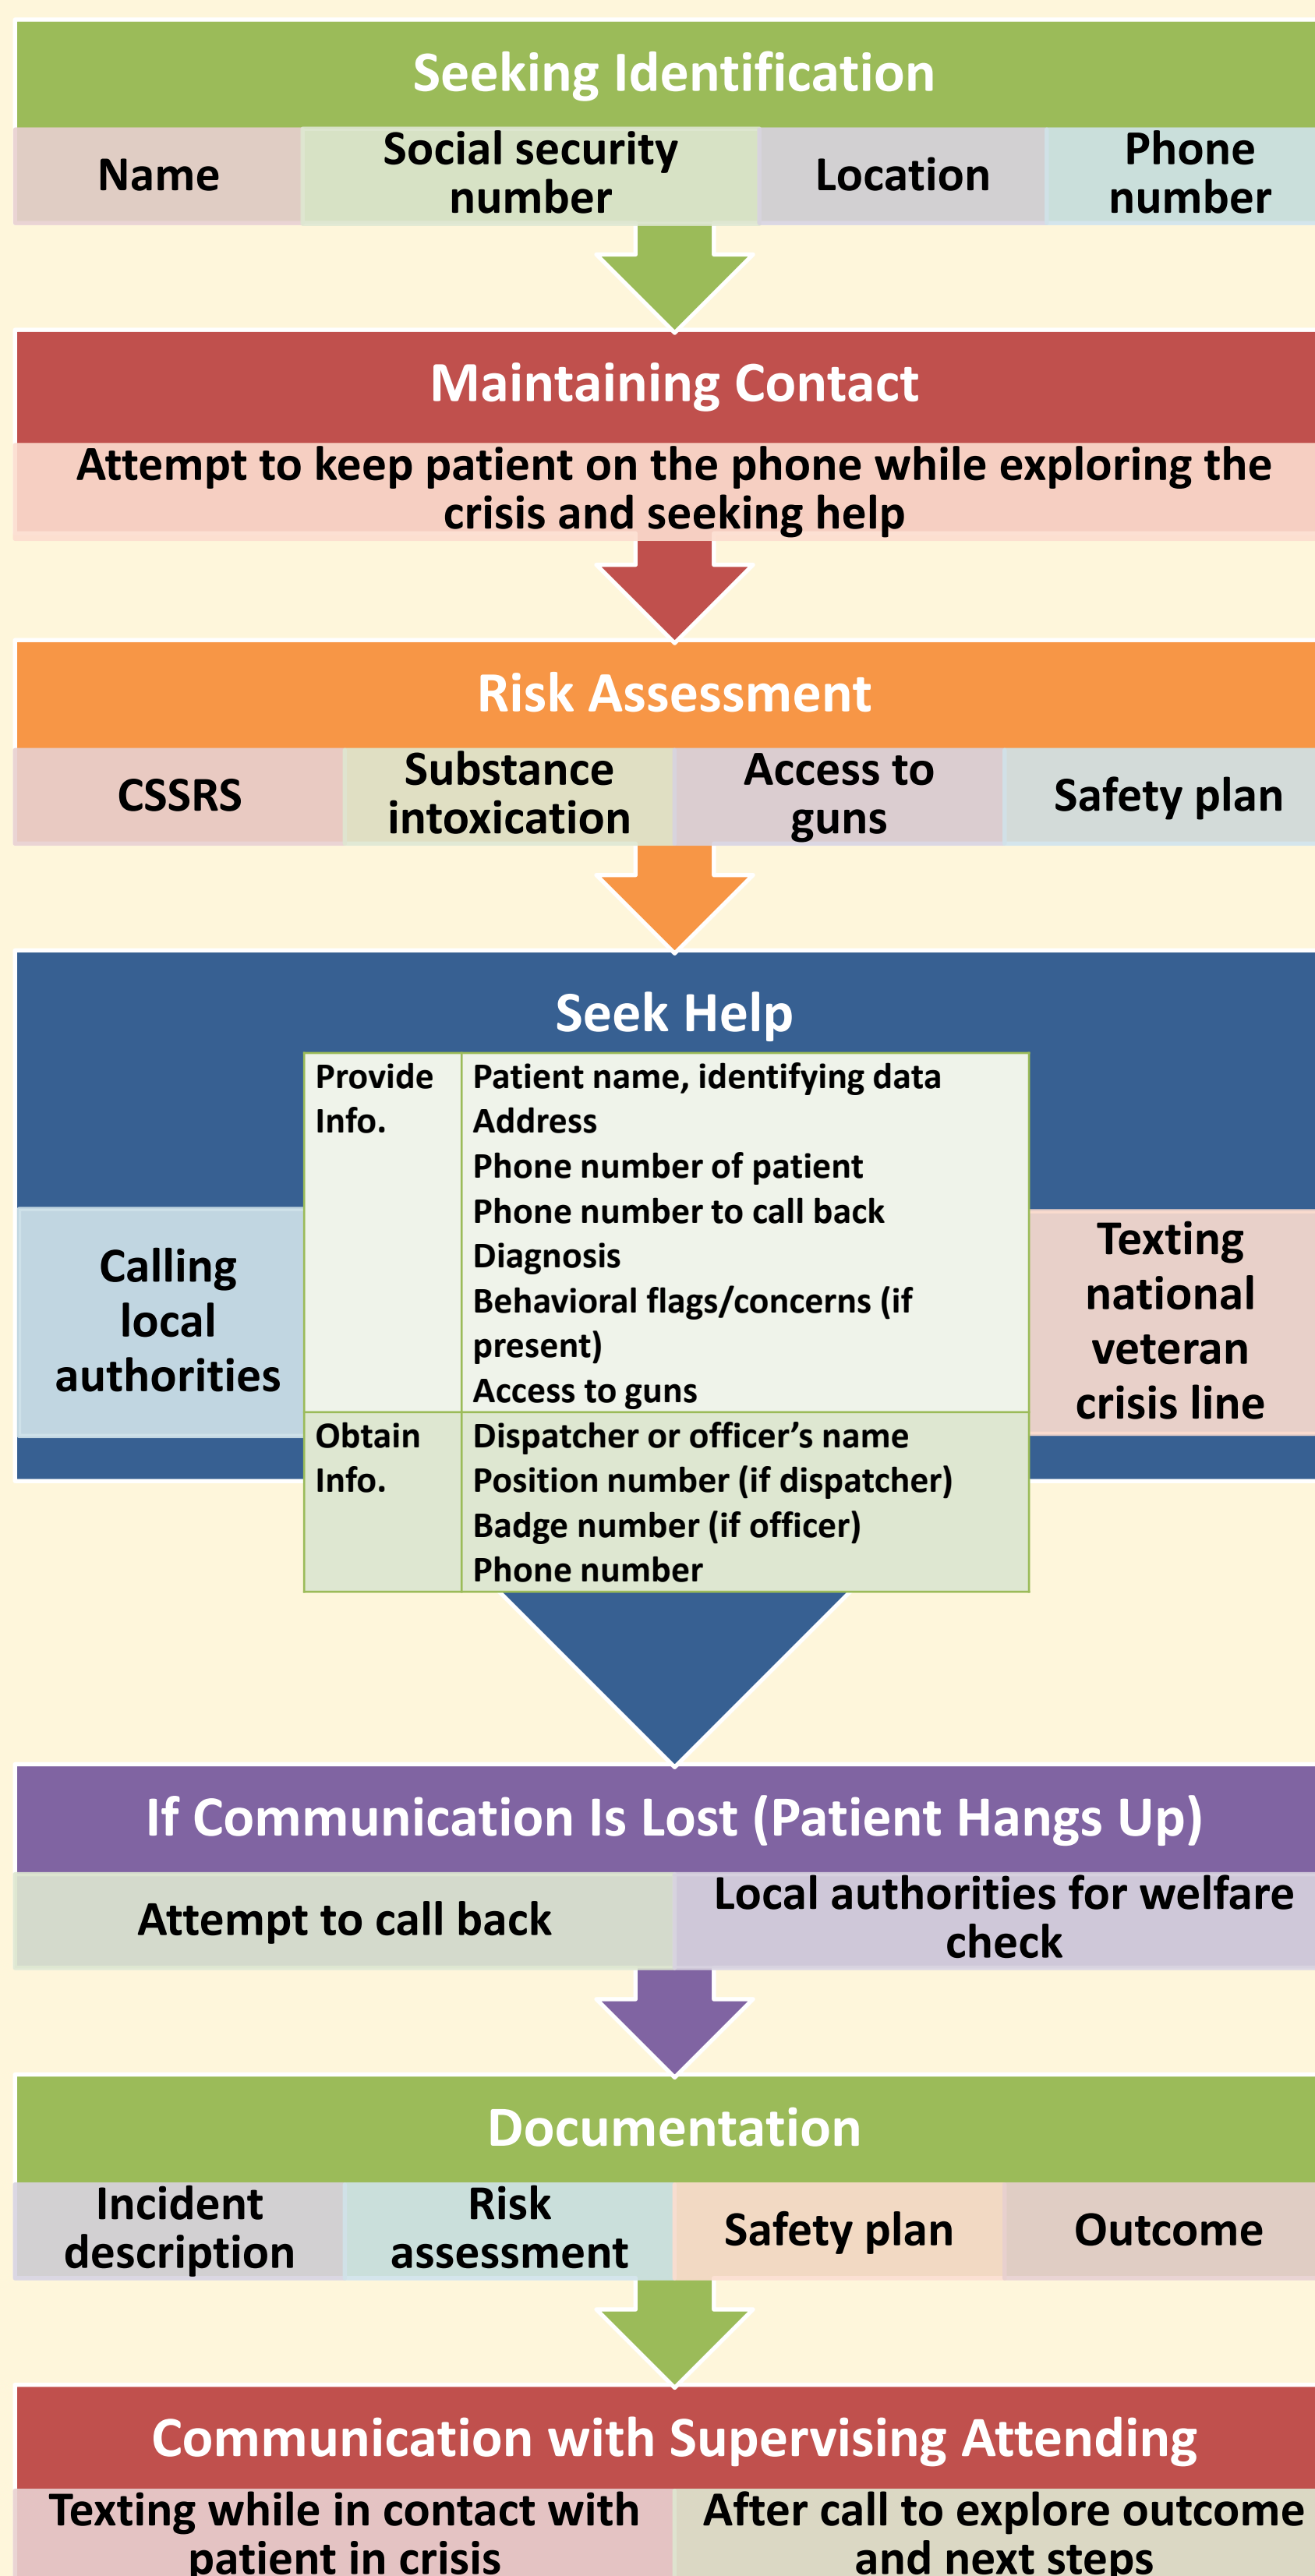 Seeking Identification
Name
Social security
number
Location
Phone
number
Maintaining Contact
Attempt to keep patient on the phone while exploring the
crisis and seeking help
Risk Assessment
CSSRS
Substance
intoxication
Access to
guns
Safety plan
Seek Help
Calling
local
authorities
Provide
Info.
Patient name, identifying data
Address
Phone number of patient
Phone number to call back
Diagnosis
Behavioral flags/concerns (if
present)
Access to guns
Obtain
Info.
Dispatcher or officer’s name
Position number (if dispatcher)
Badge number (if officer)
Phone number
Texting
national
veteran
crisis line
If Communication Is Lost (Patient Hangs Up)
Attempt to call back
Local authorities for welfare
check
Documentation
Incident
description
Risk
assessment
Safety plan
Outcome
Communication with Supervising Attending
Texting while in contact with
patient in crisis
After call to explore outcome
and next steps